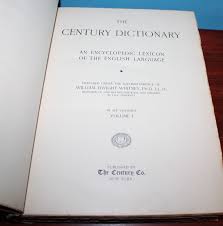 THE
CENTURY DICTIONARY
AN ENCYCLOPEDIC LEXICON
OF THE ENGLISH LANGUAGE
PREPARED UNDER THE SUPERINTENDENCE OF
WILLIAM DWIGHT WHITNEY, PH.D., LL.D.
IN SIX VOLUMES
VOLUME I
PUBLISHED BY
The Century Co.
NEW YORK